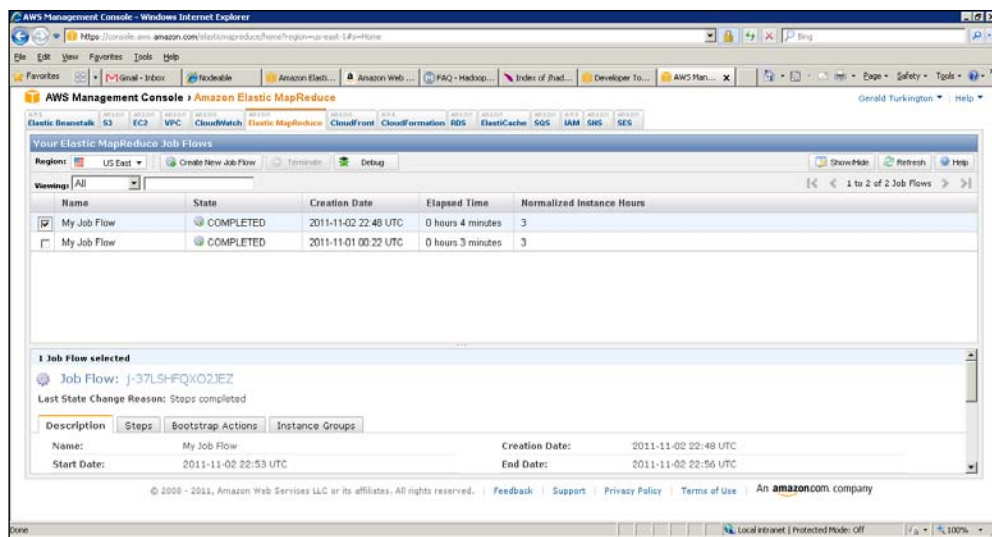 AWS Management Console - Windows Internet Explorer
https://console.aws.amazon.com/elasticmapreduce/home?region=us-east-1#s=Home
Bing
File Edit View Favorites Tools Help
Favorites Gmail - Inbox Nodeable Amazon Elasti... Amazon Web ... FAQ - Hadoop... Index of /had... Developer To... AWS Man... X Page Safety Tools
AWS Management Console > Amazon Elastic MapReduce Gerald Turkington Help
Elastic Beanstalk S3 EC2 VPC CloudWatch Elastic MapReduce CloudFront CloudFormation RDS ElastiCache SQS IAM SNS SES
Your Elastic MapReduce Job Flows
Region: US East Create New Job Flow Terminate Debug Show/Hide Refresh Help
Viewing: All 1 to 2 of 2 Job Flows
Name State Creation Date Elapsed Time Normalized Instance Hours
My Job Flow COMPLETED 2011-11-02 22:48 UTC 0 hours 4 minutes 3
My Job Flow COMPLETED 2011-11-01 00:22 UTC 0 hours 3 minutes 3
1 Job Flow selected
Job Flow: j-37LSHFQXO2JEZ
Last State Change Reason: Steps completed
Description Steps Bootstrap Actions Instance Groups
Name: My Job Flow Creation Date: 2011-11-02 22:48 UTC
Start Date: 2011-11-02 22:53 UTC End Date: 2011-11-02 22:56 UTC
© 2008 - 2011, Amazon Web Services LLC or its affiliates. All rights reserved. Feedback Support Privacy Policy Terms of Use An amazon.com. company
Done Local intranet | Protected Mode: Off 100%